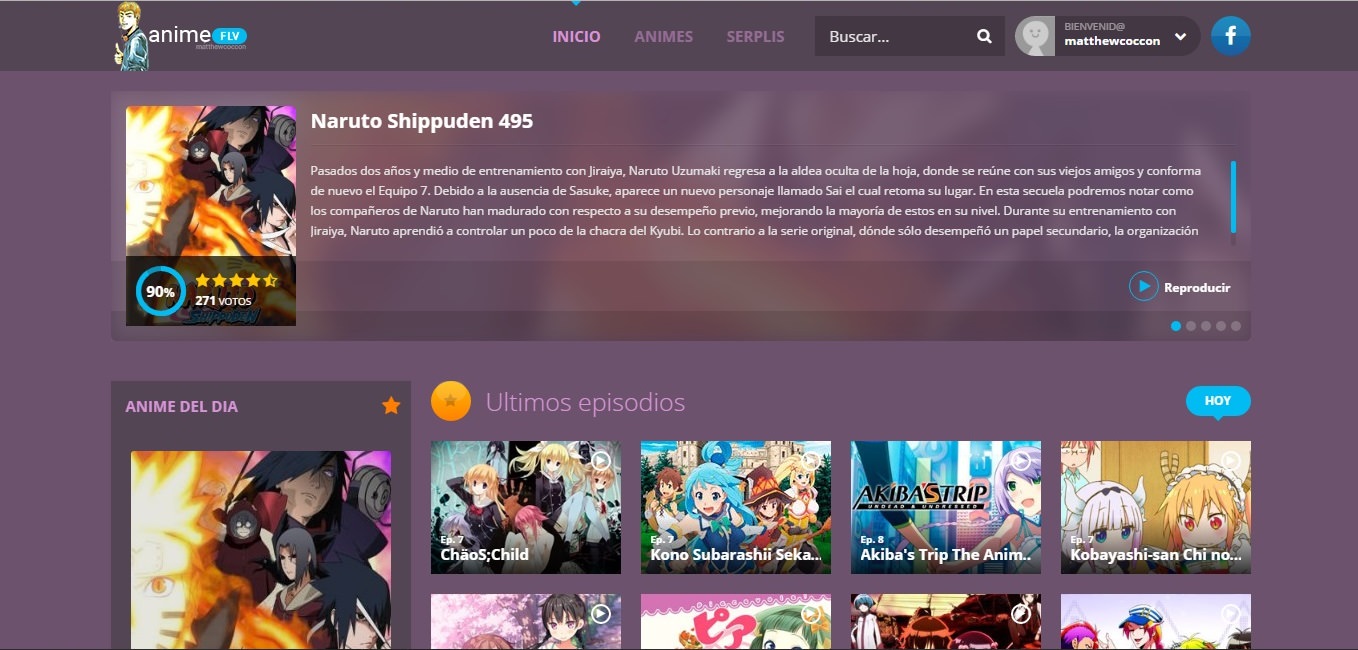 anime FLV
matthewcoccon
INICIO
ANIMES
SERPLIS
Buscar...
BIENVENID@
matthewcoccon
Naruto Shippuden 495
Pasados dos años y medio de entrenamiento con Jiraiya, Naruto Uzumaki regresa a la aldea oculta de la hoja, donde se reúne con sus viejos amigos y conforma
de nuevo el Equipo 7. Debido a la ausencia de Sasuke, aparece un nuevo personaje llamado Sai el cual retoma su lugar. En esta secuela podremos notar como
los compañeros de Naruto han madurado con respecto a su desempeño previo, mejorando la mayoría de estos en su nivel. Durante su entrenamiento con
Jiraiya, Naruto aprendió a controlar un poco de la chacra del Kyubi. Lo contrario a la serie original, dónde sólo desempeñó un papel secundario, la organización
90%
271 VOTOS
SHIPPUDEN
Reproducir
ANIME DEL DIA
Ultimos episodios
HOY
Ep. 7
Chäos;Child
Ep. 7
Kono Subarashii Seka...
AKIBA'S TRIP
UNDEAD & UNDRESSED
Ep. 8
Akiba's Trip The Anim...
Ep. 7
Kobayashi-san Chi no...
ピア